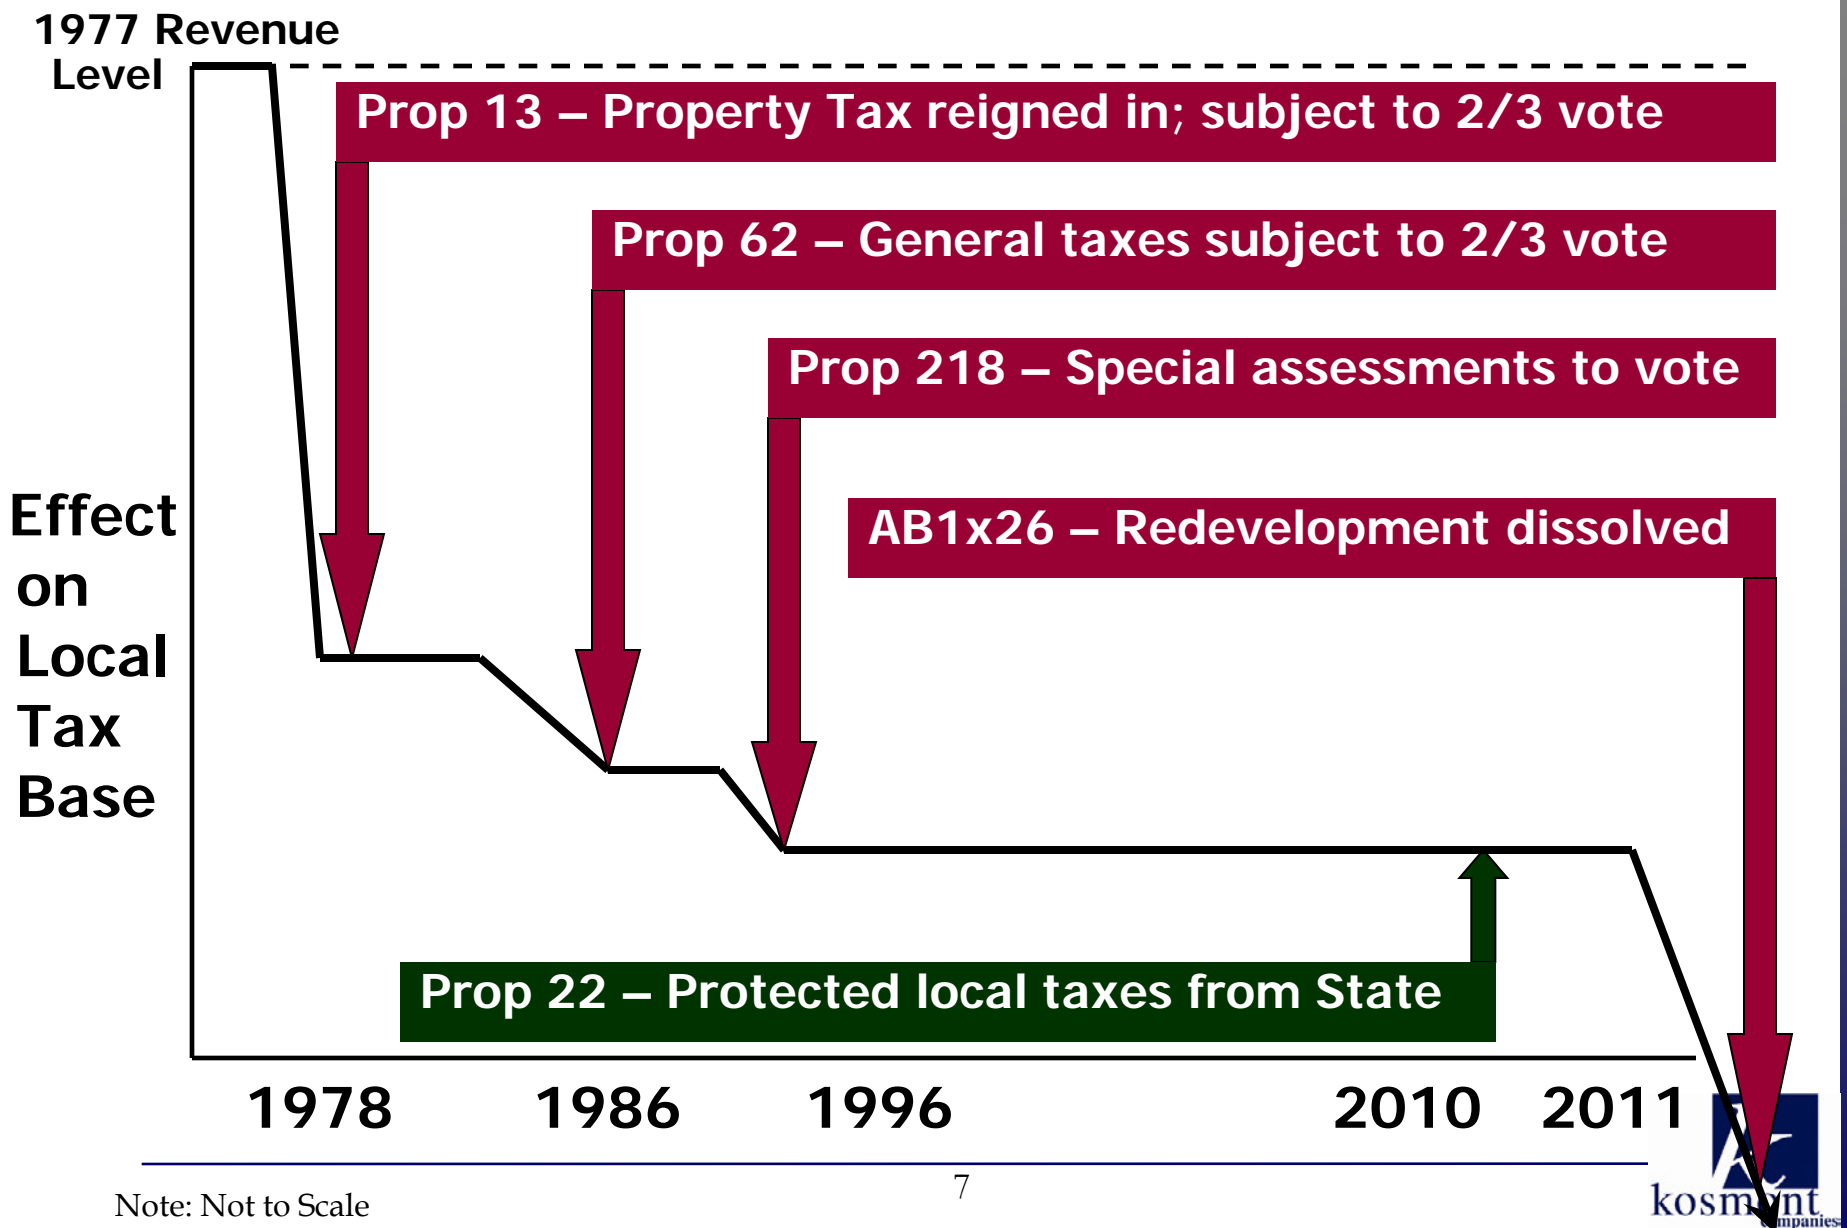 1977 Revenue
Level
Prop 13 – Property Tax reigned in; subject to 2/3 vote
Prop 62 – General taxes subject to 2/3 vote
Prop 218 – Special assessments to vote
AB1x26 – Redevelopment dissolved
Effect
on
Local
Tax
Base
Prop 22 – Protected local taxes from State
1978 1986 1996 2010 2011
7
Note: Not to Scale
kosmont
companies